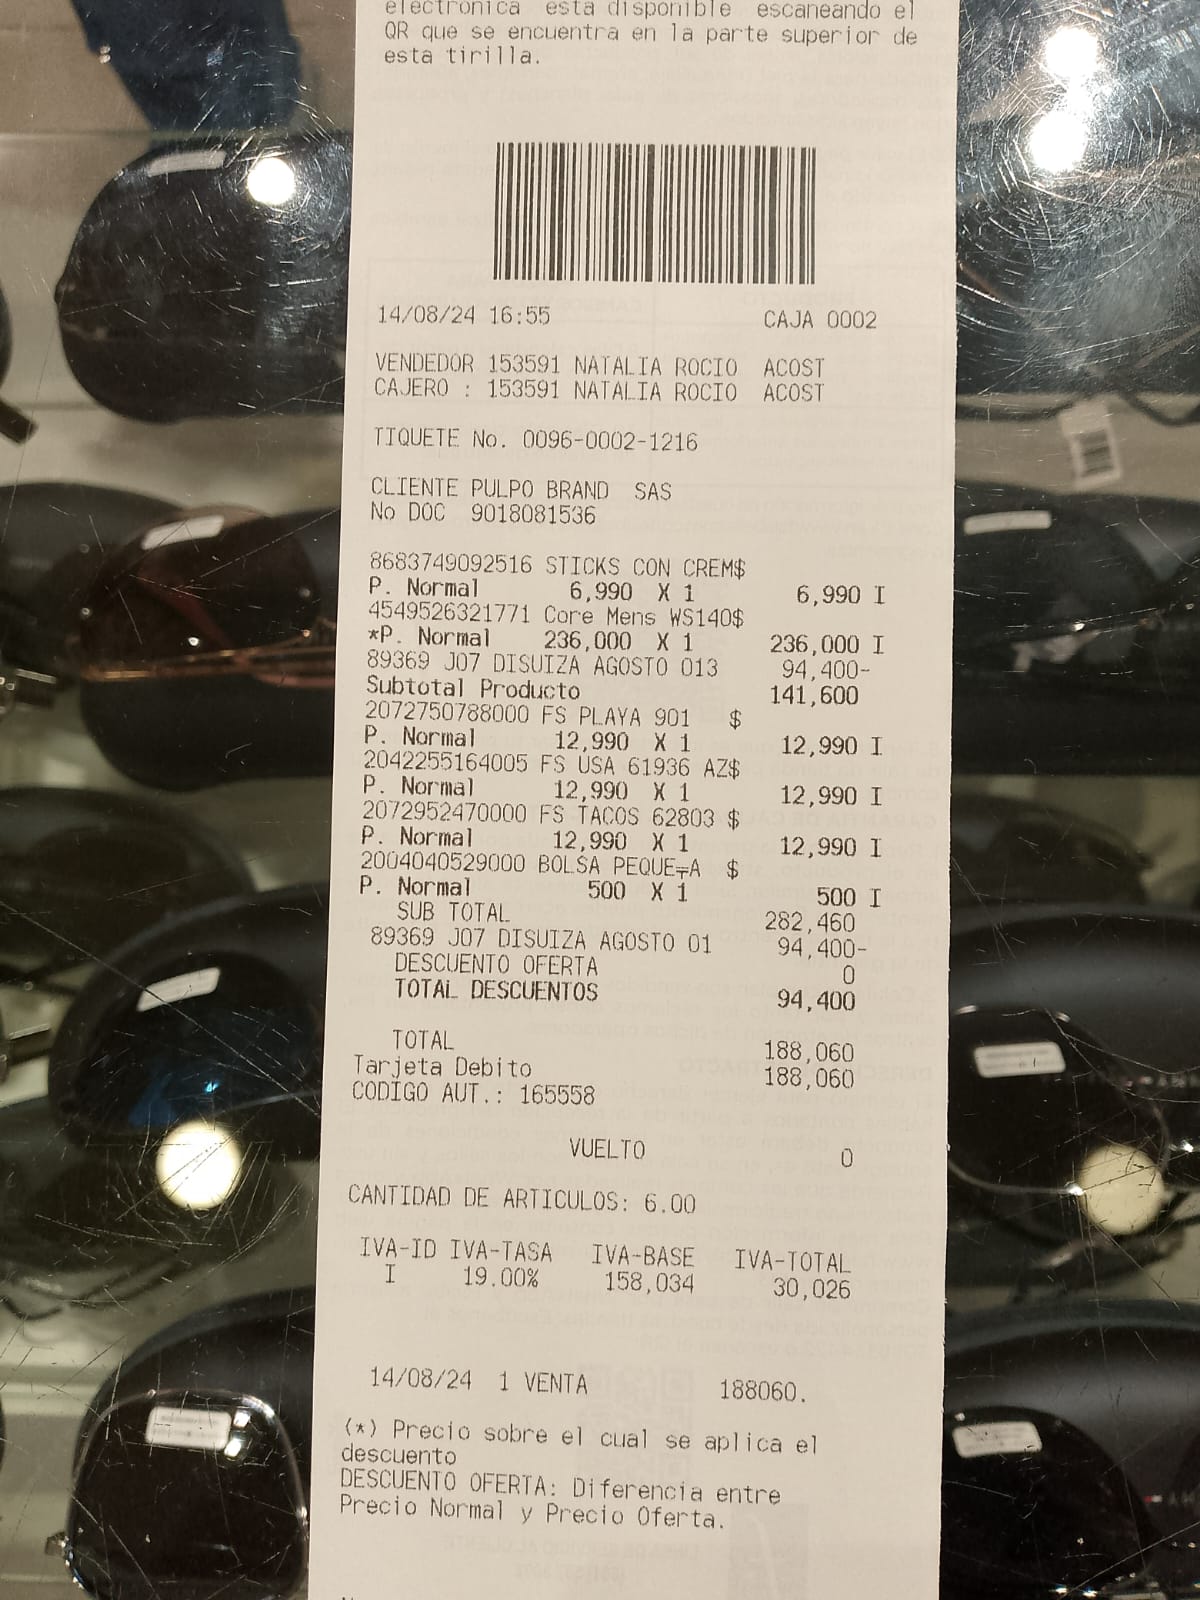 electronica esta disponible escaneando el
QR que se encuentra en la parte superior de
esta tirilla.
14/08/24 16:55 CAJA 0002
VENDEDOR 153591 NATALIA ROCIO ACOST
CAJERO : 153591 NATALIA ROCIO ACOST
TIQUETE No. 0096-0002-1216
CLIENTE PULPO BRAND SAS
No DOC 9018081536
8683749092516 STICKS CON CREM$
P. Normal 6,990 X 1 6,990 I
4549526321771 Core Mens WS140$
*P. Normal 236,000 X 1 236,000 I
89369 J07 DISUIZA AGOSTO 013 94,400-
Subtotal Producto 141,600
2072750788000 FS PLAYA 901 $
P. Normal 12,990 X 1 12,990 I
2042255164005 FS USA 61936 AZ$
P. Normal 12,990 X 1 12,990 I
2072952470000 FS TACOS 62803 $
P. Normal 12,990 X 1 12,990 I
2004040529000 BOLSA PEQUE╤A $
P. Normal 500 X 1 500 I
SUB TOTAL 282,460
89369 J07 DISUIZA AGOSTO 01 94,400-
DESCUENTO OFERTA 0
TOTAL DESCUENTOS 94,400
TOTAL 188,060
Tarjeta Debito 188,060
CODIGO AUT.: 165558
VUELTO 0
CANTIDAD DE ARTICULOS: 6.00
IVA-ID IVA-TASA IVA-BASE IVA-TOTAL
I 19.00% 158,034 30,026
14/08/24 1 VENTA 188060.
(*) Precio sobre el cual se aplica el
descuento
DESCUENTO OFERTA: Diferencia entre
Precio Normal y Precio Oferta.